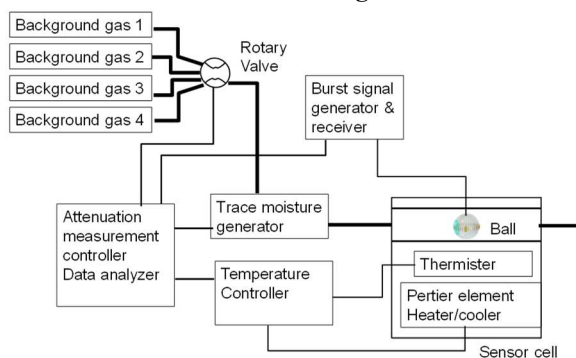 Background gas 1
Background gas 2
Background gas 3
Background gas 4
Rotary
Valve
Burst signal
generator &
receiver
Attenuation
measurement
controller
Data analyzer
Trace moisture
generator
Ball
Temperature
Controller
Thermister
Pertier element
Heater/cooler
Sensor cell